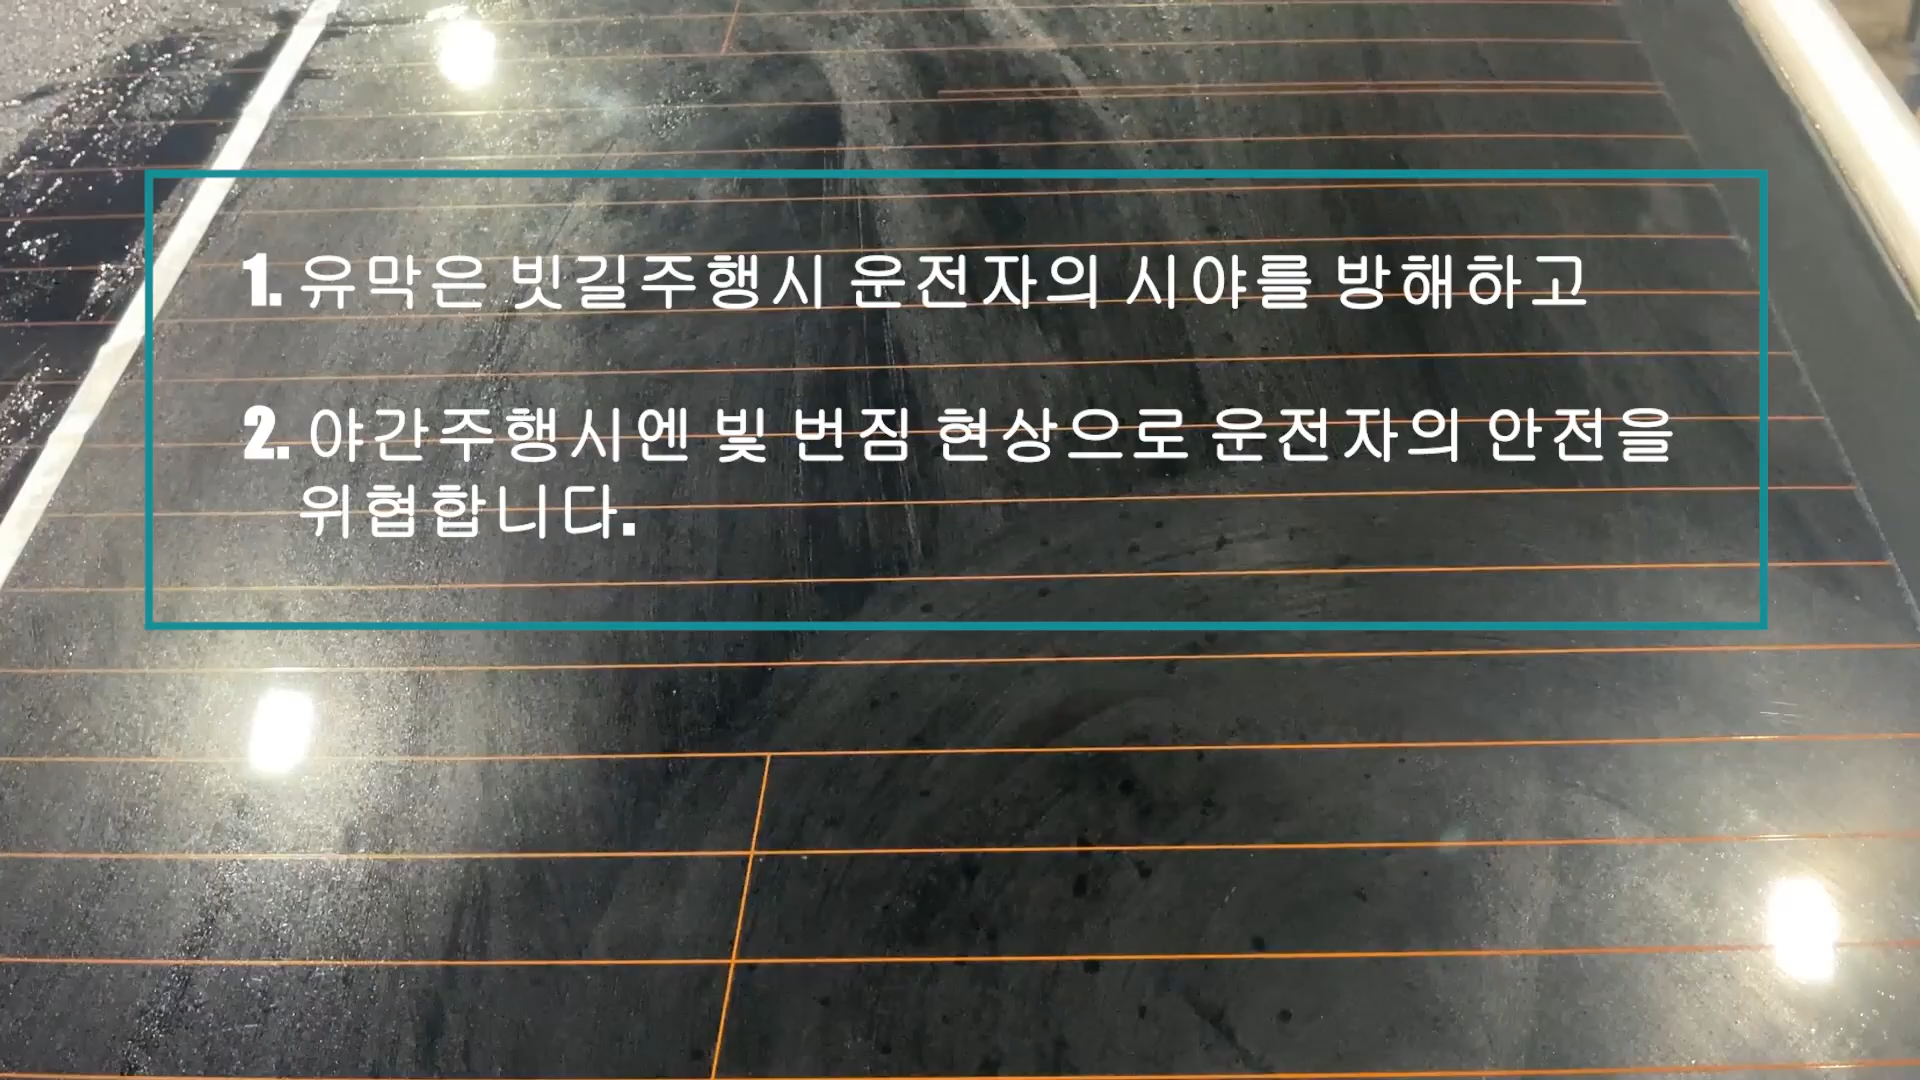 1. 유막은 빗길주행시 운전자의 시야를 방해하고
2. 야간주행시엔 빛 번짐 현상으로 운전자의 안전을
위협합니다.